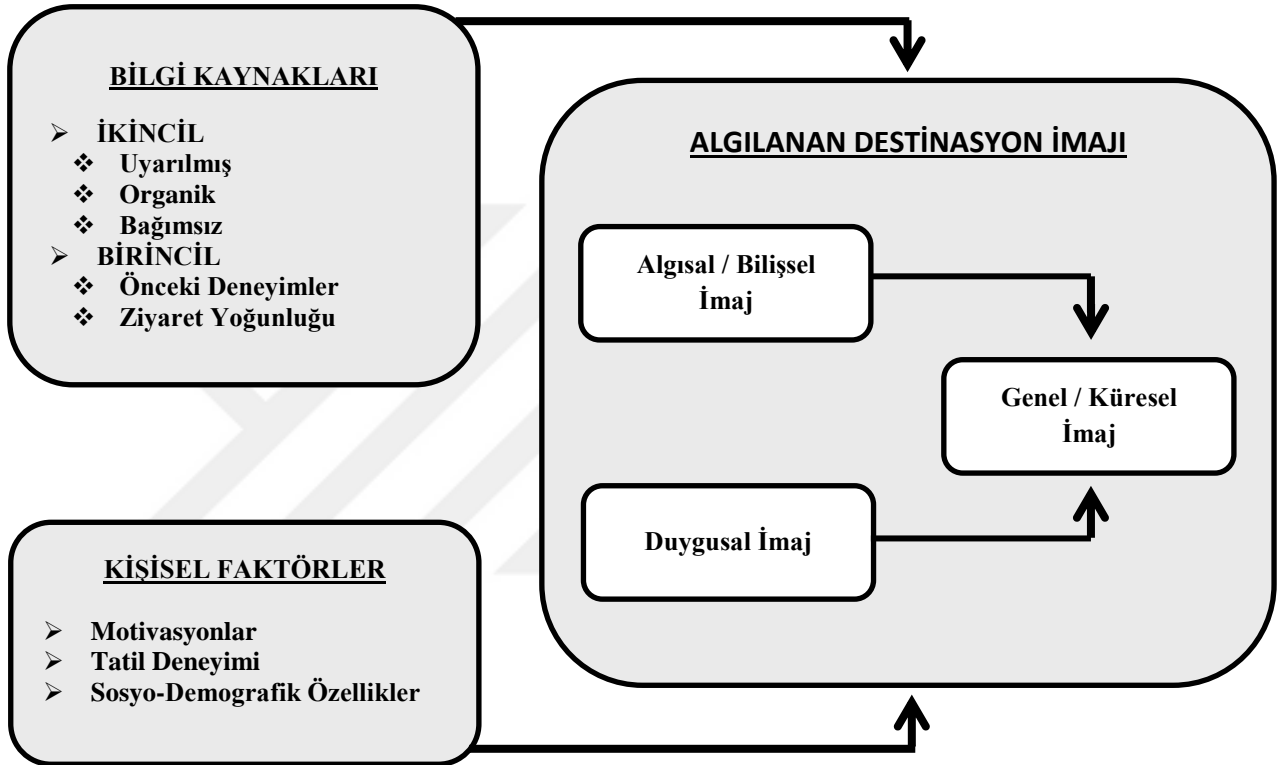 BİLGİ KAYNAKLARI
➢ İKİNCİL
❖ Uyarılmış
❖ Organik
❖ Bağımsız
➢ BİRİNCİL
❖ Önceki Deneyimler
❖ Ziyaret Yoğunluğu
KİŞİSEL FAKTÖRLER
➢ Motivasyonlar
➢ Tatil Deneyimi
➢ Sosyo-Demografik Özellikler
ALGILANAN DESTİNASYON İMAJI
Algısal / Bilişsel
İmaj
Genel / Küresel
İmaj
Duygusal İmaj